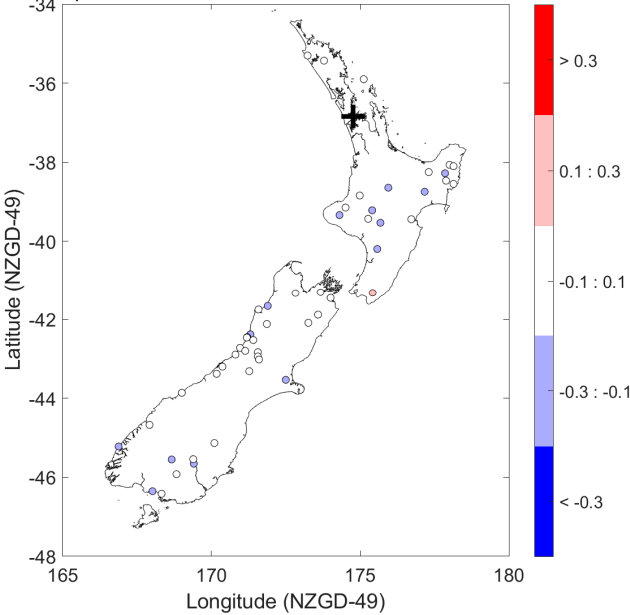 -34
-36
-38
-40
-42
-44
-46
-48
165
170
175
180
Latitude (NZGD-49)
Longitude (NZGD-49)
> 0.3
0.1 : 0.3
-0.1 : 0.1
-0.3 : -0.1
< -0.3